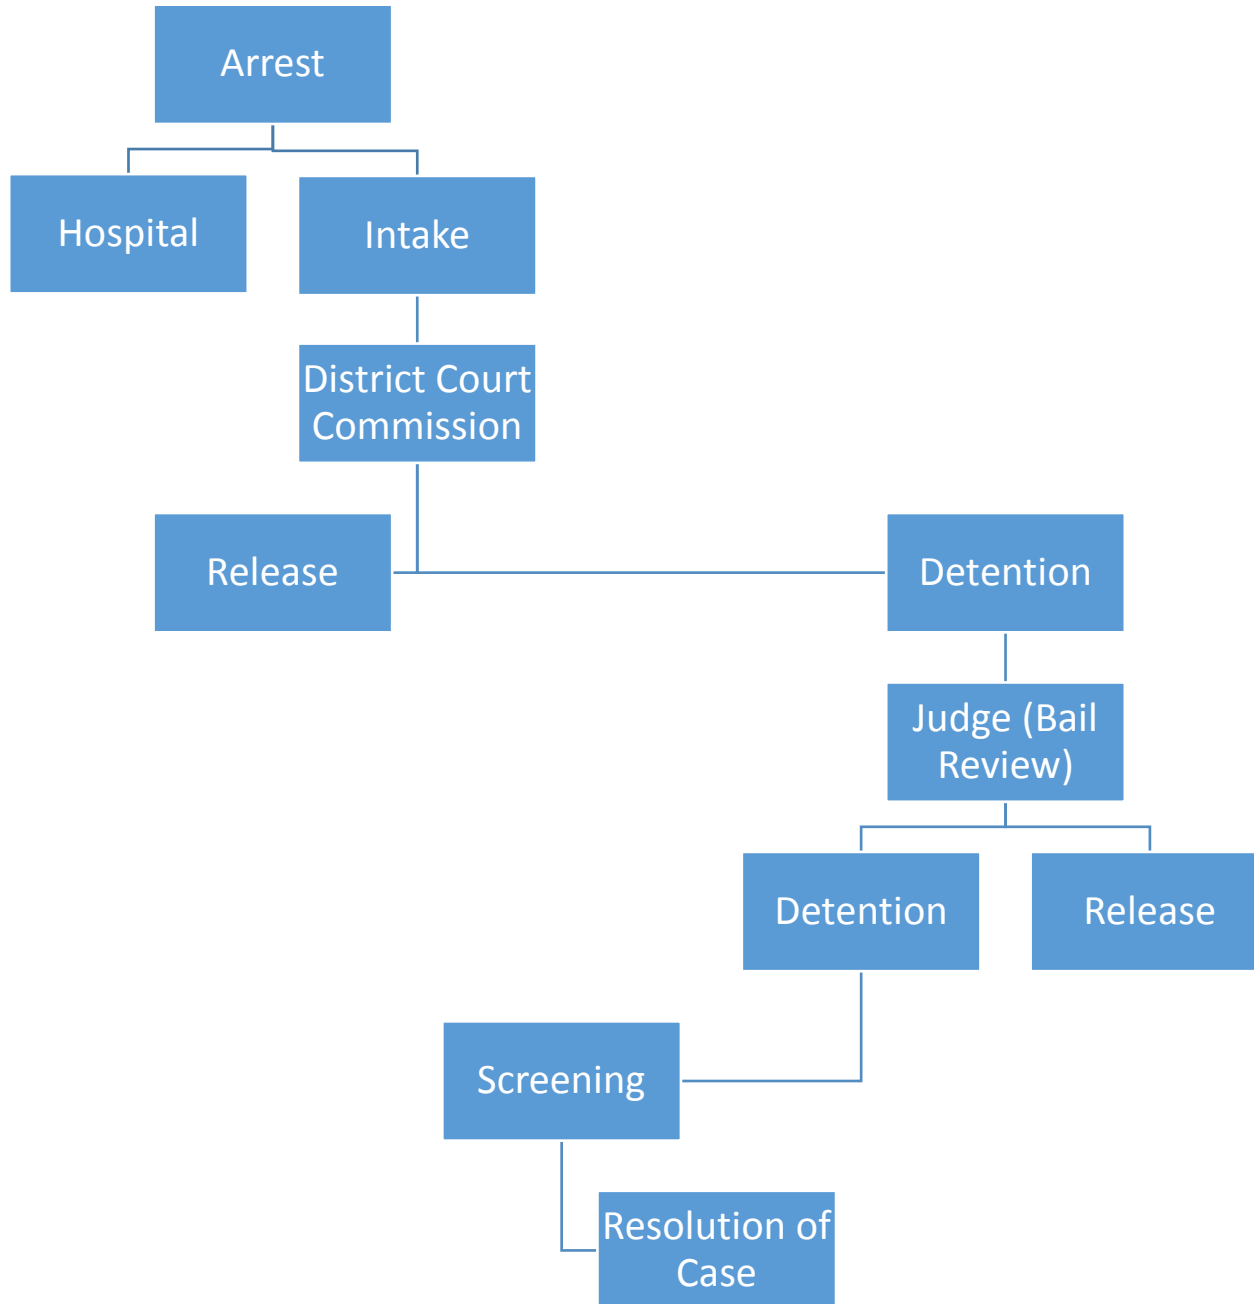 Arrest
Hospital
Intake
District Court
Commission
Release
Detention
Judge (Bail
Review)
Detention
Release
Screening
Resolution of
Case